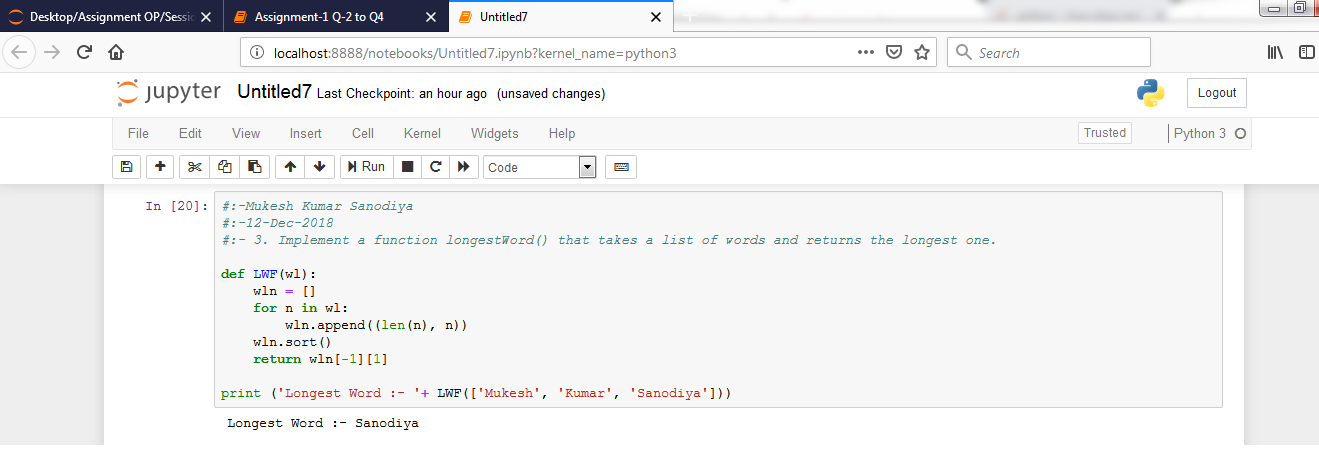 Desktop/Assignment OP/Sessio
Assignment-1 Q-2 to Q4
Untitled7
localhost:8888/notebooks/Untitled7.ipynb?kernel_name=python3
Search
jupyter Untitled7 Last Checkpoint: an hour ago (unsaved changes)
Logout
File Edit View Insert Cell Kernel Widgets Help
Trusted
Python 3
Run
Code
In [20]:
#:-Mukesh Kumar Sanodiya
#:-12-Dec-2018
#:- 3. Implement a function longestWord() that takes a list of words and returns the longest one.
def LWF(wl):
    wln = []
    for n in wl:
        wln.append((len(n), n))
    wln.sort()
    return wln[-1][1]
print ('Longest Word :- '+ LWF(['Mukesh', 'Kumar', 'Sanodiya']))
Longest Word :- Sanodiya